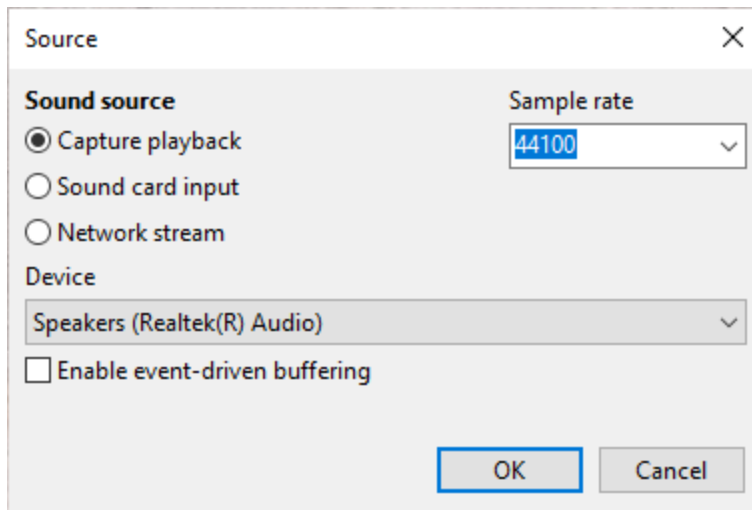 Source
Sound source
Sample rate
Capture playback
44100
Sound card input
Network stream
Device
Speakers (Realtek(R) Audio)
Enable event-driven buffering
OK
Cancel